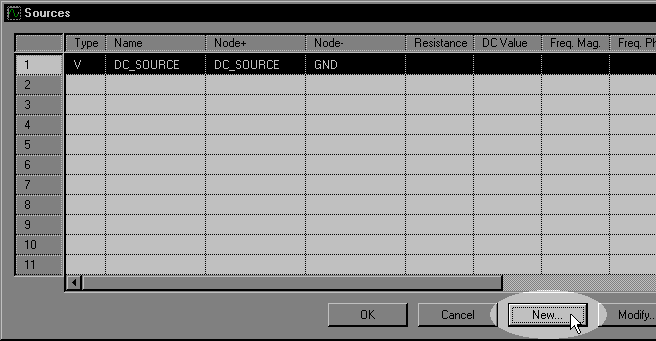 Sources
Type Name Node+ Node- Resistance DC Value Freq. Mag. Freq. Ph
1 V DC_SOURCE DC_SOURCE GND
2
3
4
5
6
7
8
9
10
11
OK Cancel New... Modify..